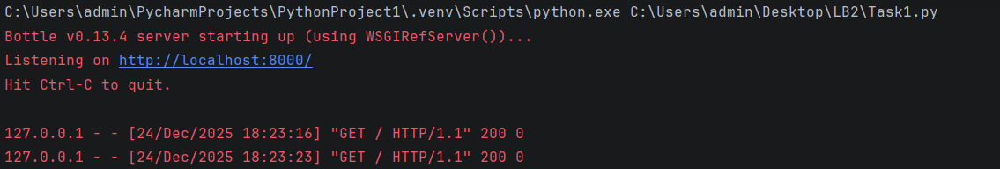 C:\Users\admin\PycharmProjects\PythonProject1\.venv\Scripts\python.exe C:\Users\admin\Desktop\LB2\Task1.py
Bottle v0.13.4 server starting up (using WSGIRefServer())...
Listening on http://localhost:8000/
Hit Ctrl-C to quit.
127.0.0.1 - - [24/Dec/2025 18:23:16] "GET / HTTP/1.1" 200 0
127.0.0.1 - - [24/Dec/2025 18:23:23] "GET / HTTP/1.1" 200 0